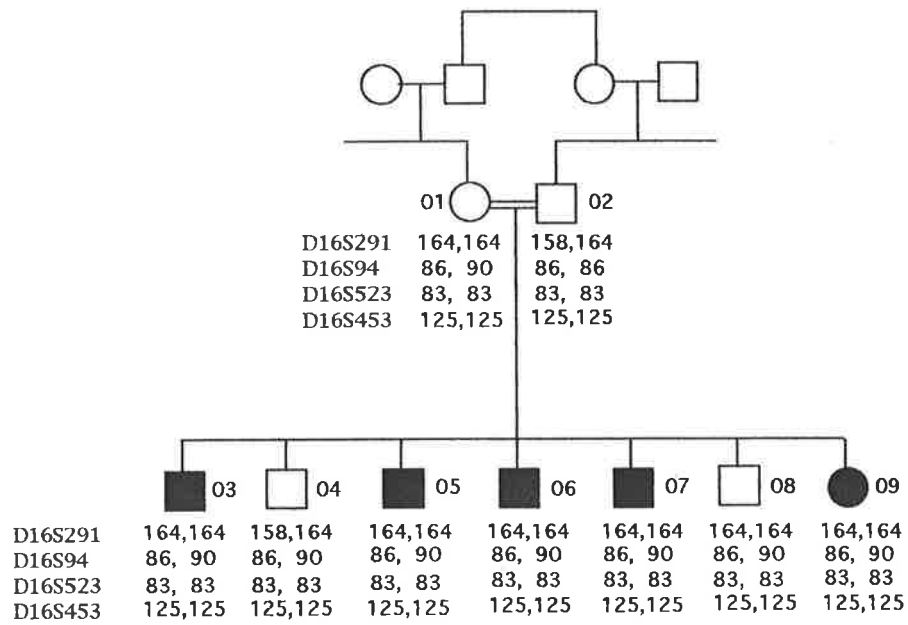 01 02
D16S291 164,164 158,164
D16S94 86, 90 86, 86
D16S523 83, 83 83, 83
D16S453 125,125 125,125
03 04 05 06 07 08 09
D16S291 164,164 158,164 164,164 164,164 164,164 164,164 164,164
D16S94 86, 90 86, 90 86, 90 86, 90 86, 90 86, 90 86, 90
D16S523 83, 83 83, 83 83, 83 83, 83 83, 83 83, 83 83, 83
D16S453 125,125 125,125 125,125 125,125 125,125 125,125 125,125